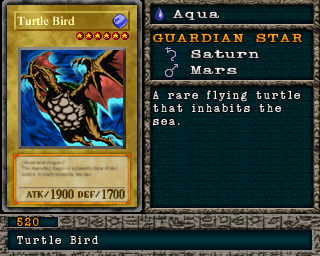 Turtle Bird
ATK/1900 DEF/1700
Aqua
GUARDIAN STAR
Saturn
Mars
A rare flying turtle
that inhabits the
sea.
520
Turtle Bird